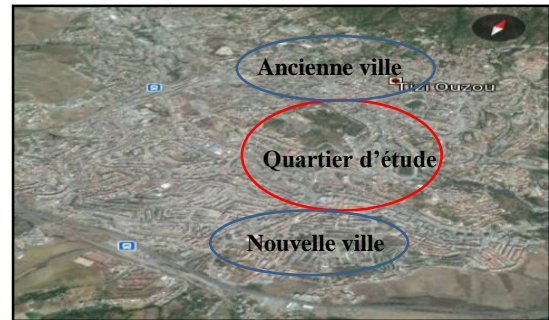 Ancienne ville
Tizi Ouzou
Quartier d'étude
Nouvelle ville